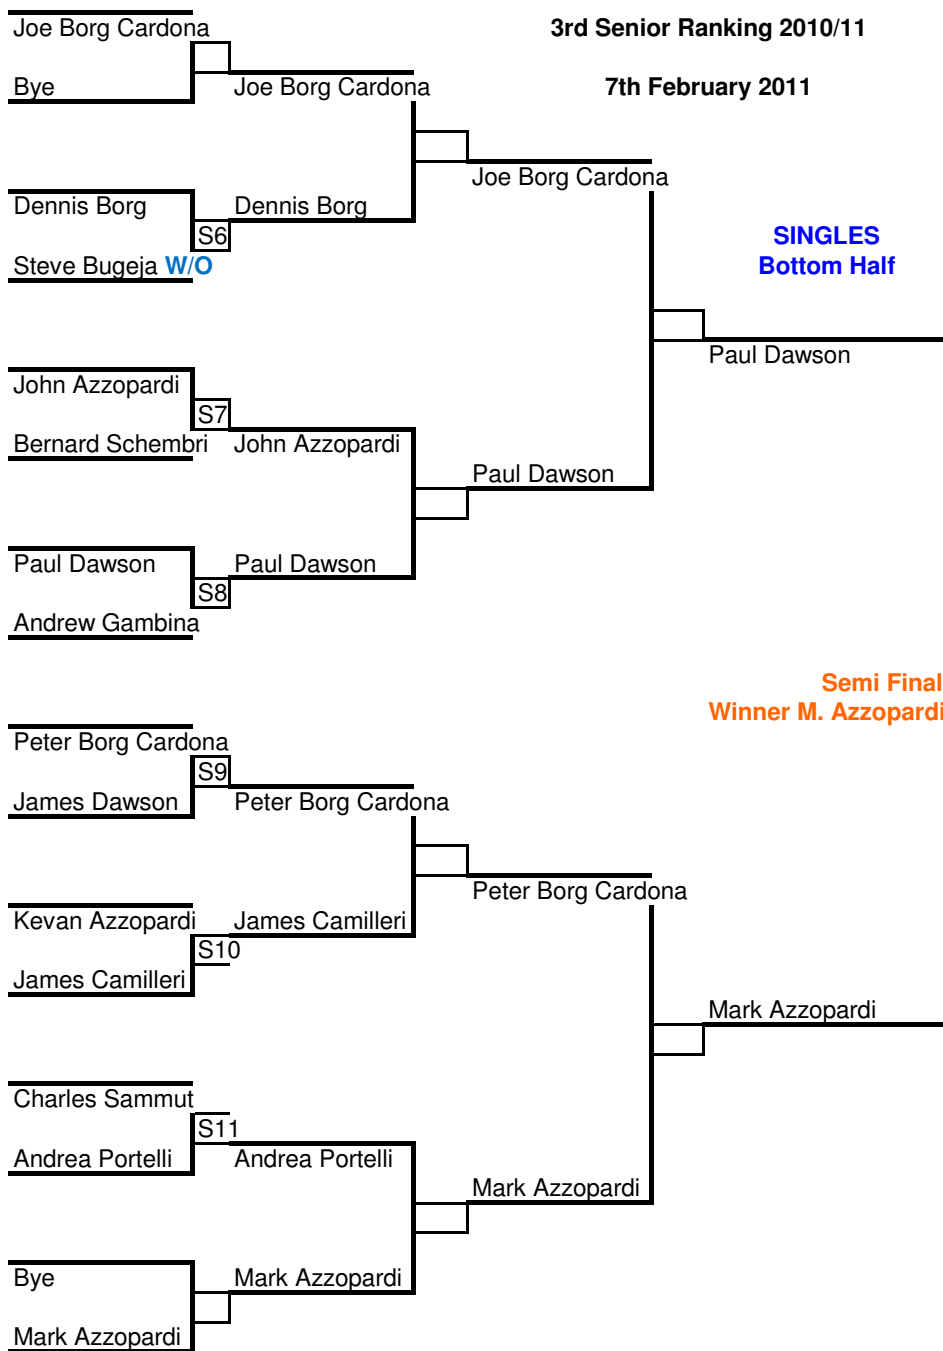 Joe Borg Cardona
3rd Senior Ranking 2010/11
Bye
Joe Borg Cardona
7th February 2011
Joe Borg Cardona
Dennis Borg
Dennis Borg
S6
SINGLES
Steve Bugeja W/O
Bottom Half
Paul Dawson
John Azzopardi
S7
Bernard Schembri
John Azzopardi
Paul Dawson
Paul Dawson
Paul Dawson
S8
Andrew Gambina
Semi Final
Winner M. Azzopardi
Peter Borg Cardona
S9
James Dawson
Peter Borg Cardona
Peter Borg Cardona
Kevan Azzopardi
James Camilleri
S10
James Camilleri
Mark Azzopardi
Charles Sammut
S11
Andrea Portelli
Andrea Portelli
Mark Azzopardi
Bye
Mark Azzopardi
Mark Azzopardi